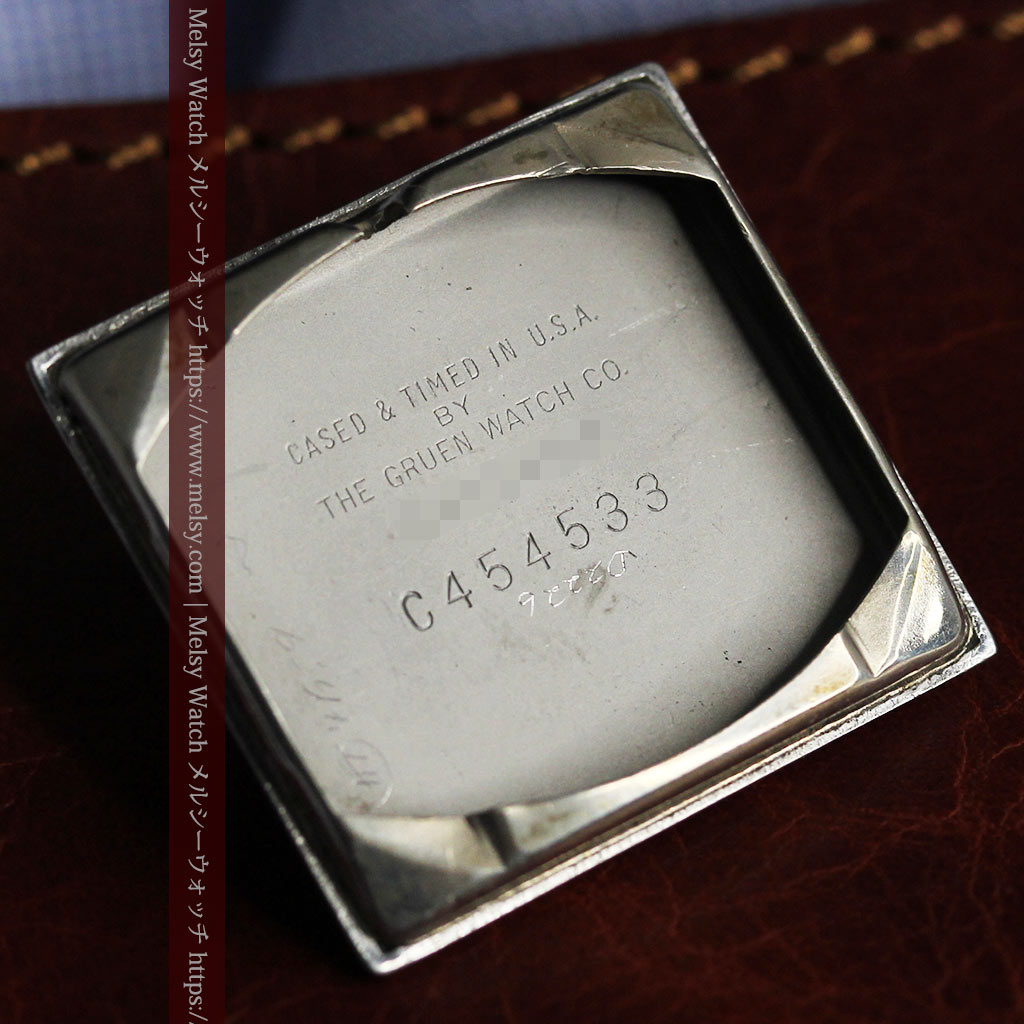 CASED & TIMED IN U.S.A.
BY
THE GRUEN WATCH CO.
C454533
Melsy Watch メルシーウォッチ https://www.melsy.com | Melsy Watch メルシーウォッチ https:/